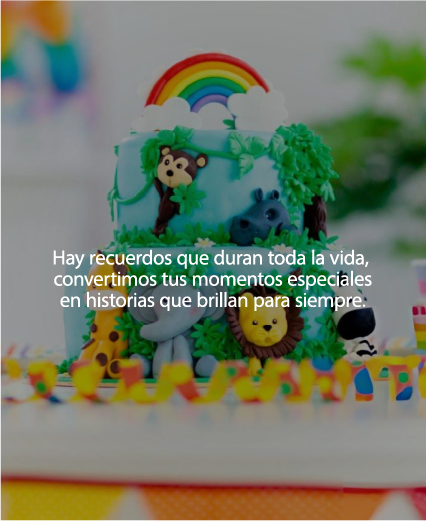 Hay recuerdos que duran toda la vida,
convertimos tus momentos especiales
en historias que brillan para siempre.